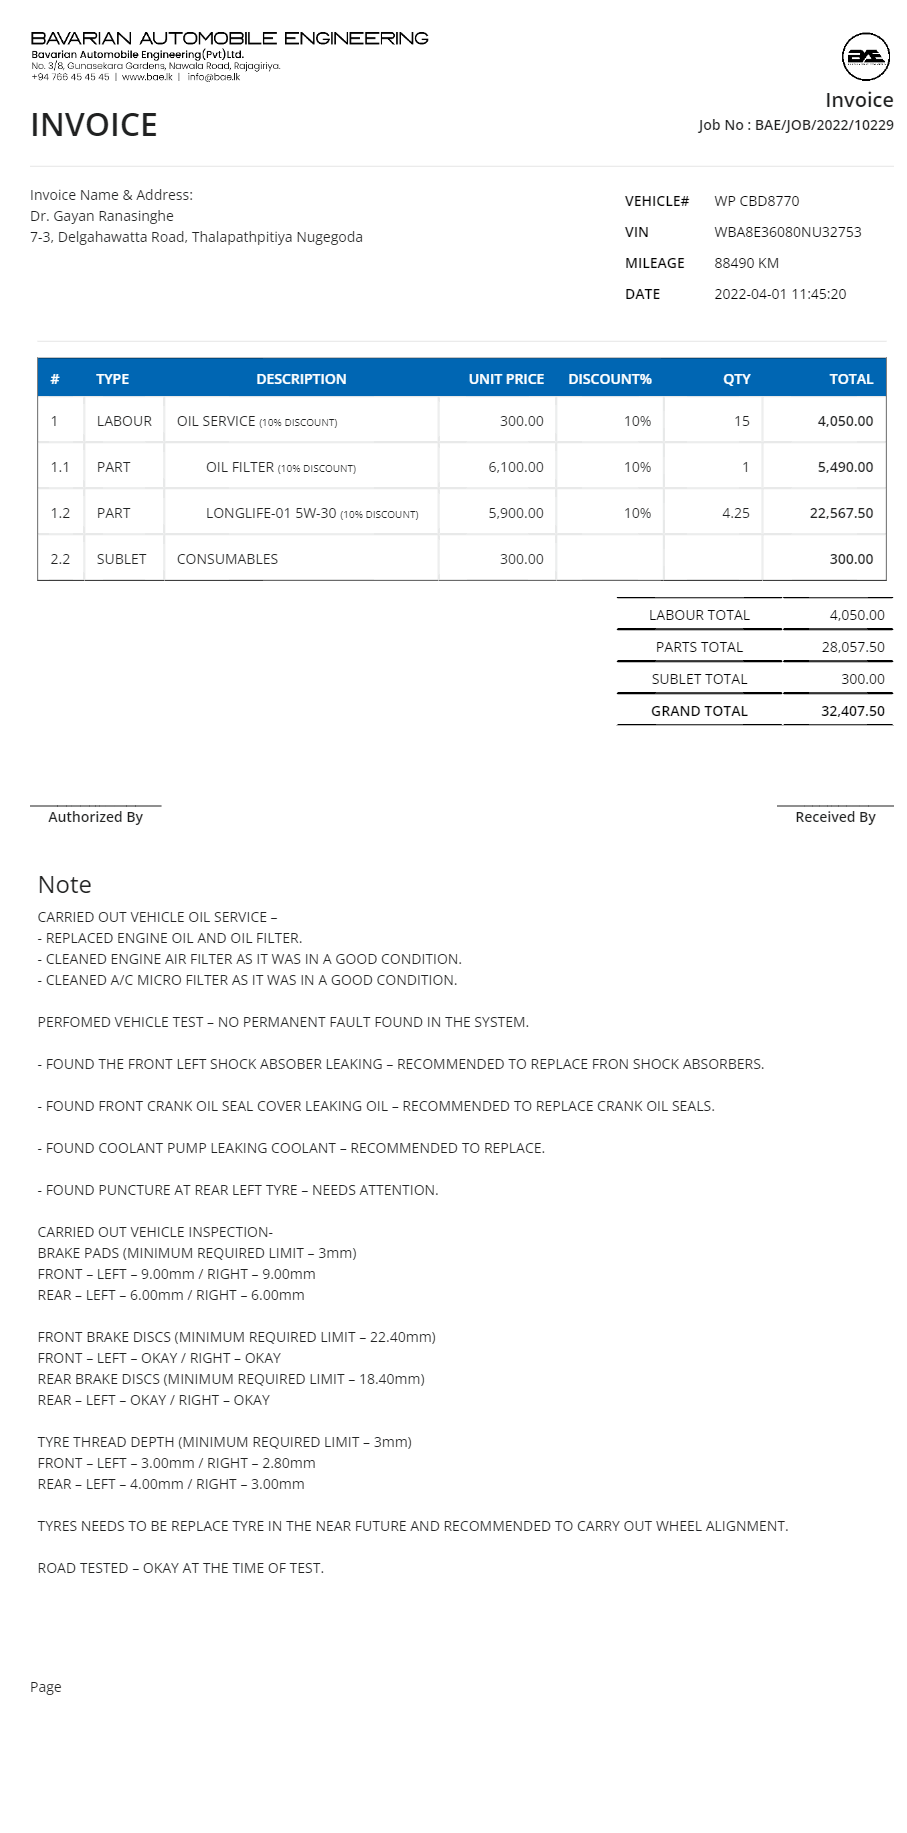 BAVARIAN AUTOMOBILE ENGINEERING
Bavarian Automobile Engineering(Pvt)Ltd.
No. 3/8, Gunasekara Gardens, Nawala Road, Rajagiriya.
+94 766 45 45 45 | www.bae.lk | info@bae.lk
BAE
Invoice
INVOICE
Job No : BAE/JOB/2022/10229
Invoice Name & Address:
Dr. Gayan Ranasinghe
7-3, Delgahawatta Road, Thalapathpitiya Nugegoda
VEHICLE# WP CBD8770
VIN WBA8E36080NU32753
MILEAGE 88490 KM
DATE 2022-04-01 11:45:20
# TYPE DESCRIPTION UNIT PRICE DISCOUNT% QTY TOTAL
1 LABOUR OIL SERVICE (10% DISCOUNT) 300.00 10% 15 4,050.00
1.1 PART OIL FILTER (10% DISCOUNT) 6,100.00 10% 1 5,490.00
1.2 PART LONGLIFE-01 5W-30 (10% DISCOUNT) 5,900.00 10% 4.25 22,567.50
2.2 SUBLET CONSUMABLES 300.00 300.00
LABOUR TOTAL 4,050.00
PARTS TOTAL 28,057.50
SUBLET TOTAL 300.00
GRAND TOTAL 32,407.50
Authorized By Received By
Note
CARRIED OUT VEHICLE OIL SERVICE –
- REPLACED ENGINE OIL AND OIL FILTER.
- CLEANED ENGINE AIR FILTER AS IT WAS IN A GOOD CONDITION.
- CLEANED A/C MICRO FILTER AS IT WAS IN A GOOD CONDITION.
PERFOMED VEHICLE TEST – NO PERMANENT FAULT FOUND IN THE SYSTEM.
- FOUND THE FRONT LEFT SHOCK ABSOBER LEAKING – RECOMMENDED TO REPLACE FRON SHOCK ABSORBERS.
- FOUND FRONT CRANK OIL SEAL COVER LEAKING OIL – RECOMMENDED TO REPLACE CRANK OIL SEALS.
- FOUND COOLANT PUMP LEAKING COOLANT – RECOMMENDED TO REPLACE.
- FOUND PUNCTURE AT REAR LEFT TYRE – NEEDS ATTENTION.
CARRIED OUT VEHICLE INSPECTION-
BRAKE PADS (MINIMUM REQUIRED LIMIT – 3mm)
FRONT – LEFT – 9.00mm / RIGHT – 9.00mm
REAR – LEFT – 6.00mm / RIGHT – 6.00mm
FRONT BRAKE DISCS (MINIMUM REQUIRED LIMIT – 22.40mm)
FRONT – LEFT – OKAY / RIGHT – OKAY
REAR BRAKE DISCS (MINIMUM REQUIRED LIMIT – 18.40mm)
REAR – LEFT – OKAY / RIGHT – OKAY
TYRE THREAD DEPTH (MINIMUM REQUIRED LIMIT – 3mm)
FRONT – LEFT – 3.00mm / RIGHT – 2.80mm
REAR – LEFT – 4.00mm / RIGHT – 3.00mm
TYRES NEEDS TO BE REPLACE TYRE IN THE NEAR FUTURE AND RECOMMENDED TO CARRY OUT WHEEL ALIGNMENT.
ROAD TESTED – OKAY AT THE TIME OF TEST.
Page